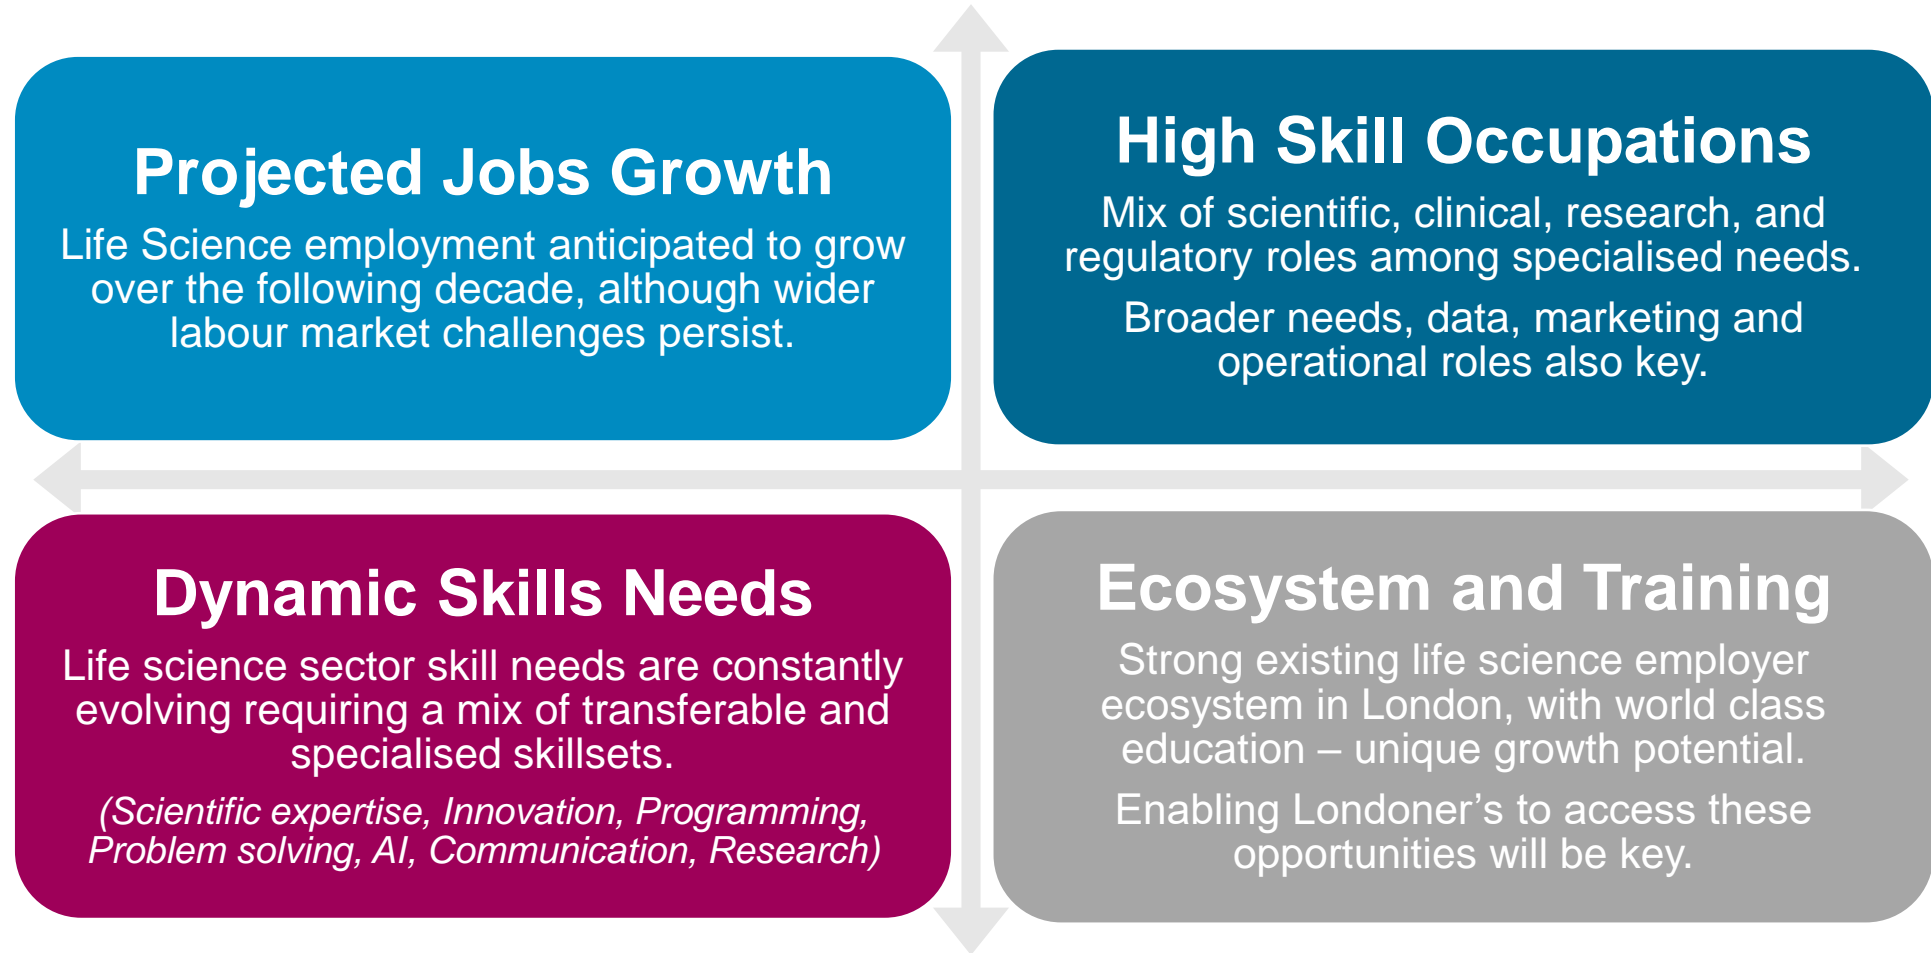 Projected Jobs Growth
Life Science employment anticipated to grow
over the following decade, although wider
labour market challenges persist.
High Skill Occupations
Mix of scientific, clinical, research, and
regulatory roles among specialised needs.
Broader needs, data, marketing and
operational roles also key.
Dynamic Skills Needs
Life science sector skill needs are constantly
evolving requiring a mix of transferable and
specialised skillsets.
(Scientific expertise, Innovation, Programming,
Problem solving, AI, Communication, Research)
Ecosystem and Training
Strong existing life science employer
ecosystem in London, with world class
education – unique growth potential.
Enabling Londoner’s to access these
opportunities will be key.